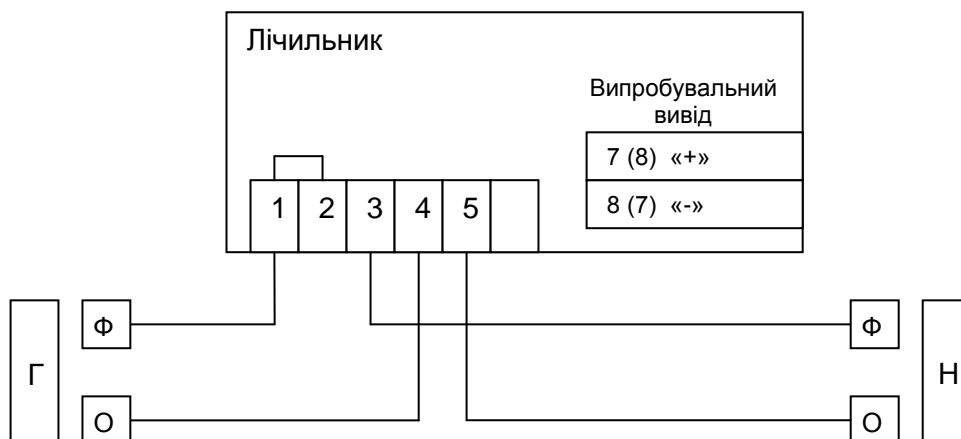 Лічильник
Випробувальний
вивід
7 (8) «+»
8 (7) «-»
1 2 3 4 5
Ф Ф
Г Н
О О